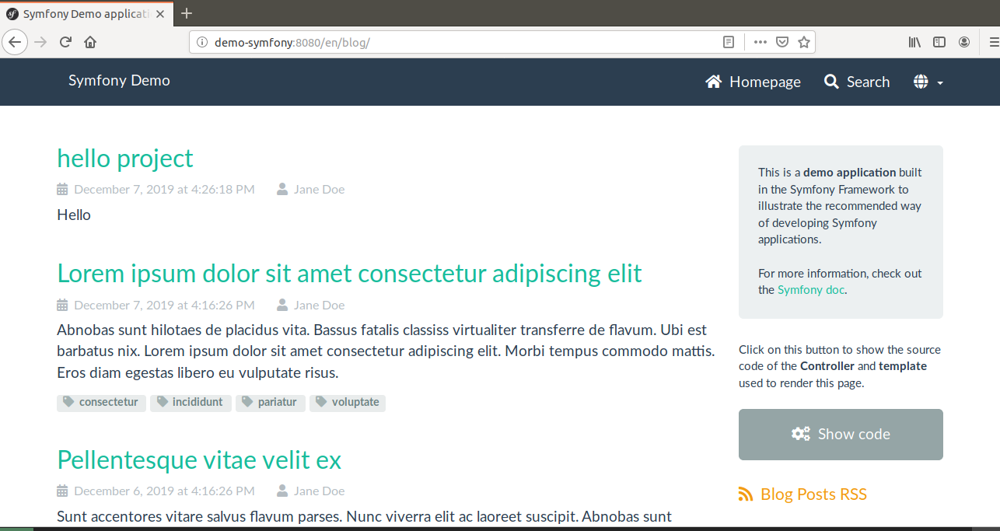 Symfony Demo applicati
demo-symfony:8080/en/blog/
Symfony Demo
Homepage
Search
hello project
December 7, 2019 at 4:26:18 PM Jane Doe
Hello
Lorem ipsum dolor sit amet consectetur adipiscing elit
December 7, 2019 at 4:16:26 PM Jane Doe
Abnobas sunt hilotaes de placidus vita. Bassus fatalis classiss virtualiter transferre de flavum. Ubi est
barbatus nix. Lorem ipsum dolor sit amet consectetur adipiscing elit. Morbi tempus commodo mattis.
Eros diam egestas libero eu vulputate risus.
consectetur incididunt pariatur voluptate
Pellentesque vitae velit ex
December 6, 2019 at 4:16:26 PM Jane Doe
Sunt accentores vitare salvus flavum parses. Nunc viverra elit ac laoreet suscipit. Abnobas sunt
This is a demo application built
in the Symfony Framework to
illustrate the recommended way
of developing Symfony
applications.
For more information, check out
the Symfony doc.
Click on this button to show the source
code of the Controller and template
used to render this page.
Show code
Blog Posts RSS